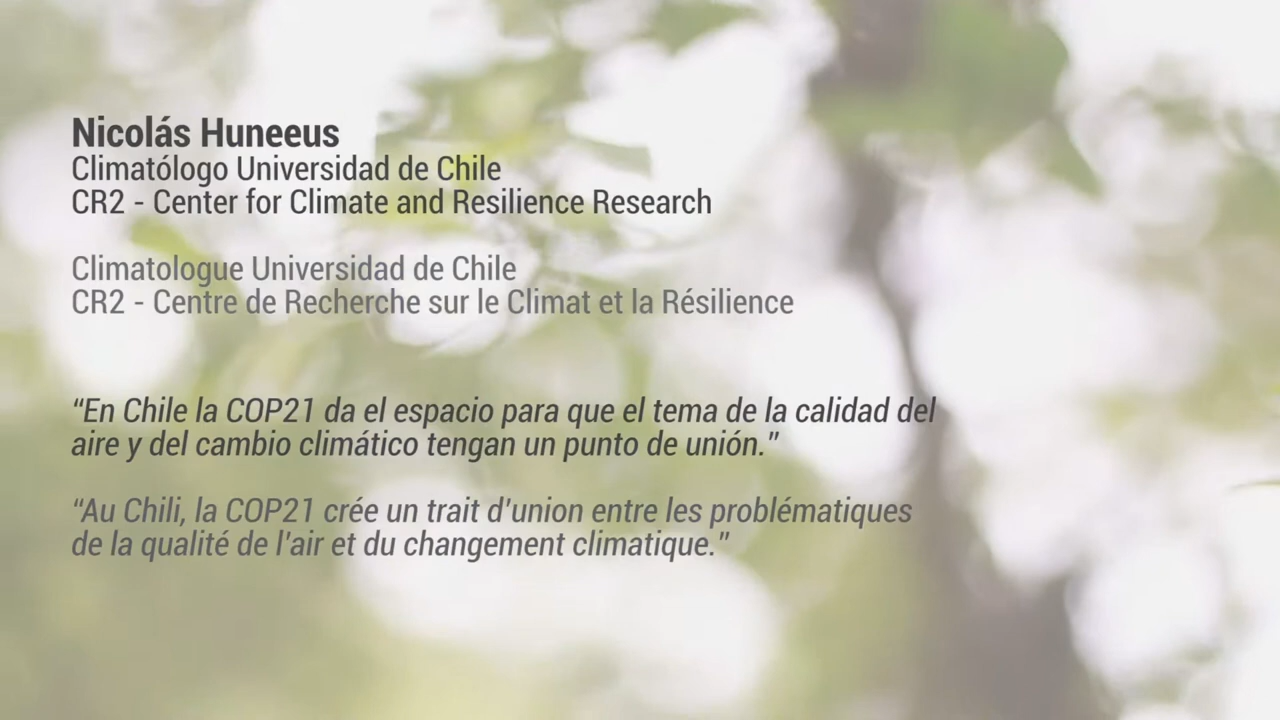 Nicolás Huneeus
Climatólogo Universidad de Chile
CR2 - Center for Climate and Resilience Research
Climatologue Universidad de Chile
CR2 - Centre de Recherche sur le Climat et la Résilience
“En Chile la COP21 da el espacio para que el tema de la calidad del
aire y del cambio climático tengan un punto de unión.”
“Au Chili, la COP21 crée un trait d'union entre les problématiques
de la qualité de l'air et du changement climatique.”